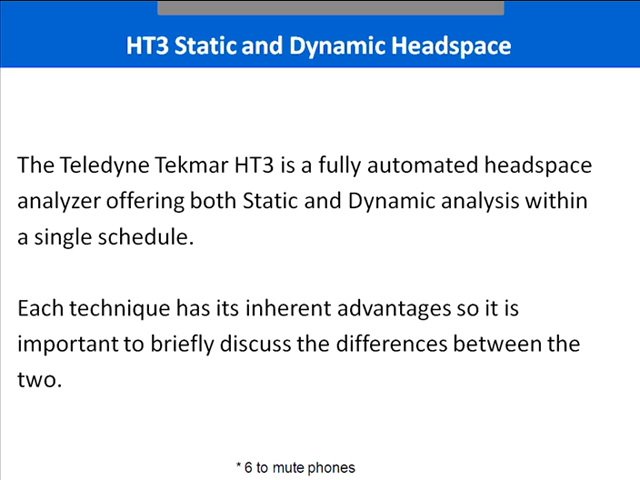 HT3 Static and Dynamic Headspace
The Teledyne Tekmar HT3 is a fully automated headspace
analyzer offering both Static and Dynamic analysis within
a single schedule.
Each technique has its inherent advantages so it is
important to briefly discuss the differences between the
two.
* 6 to mute phones